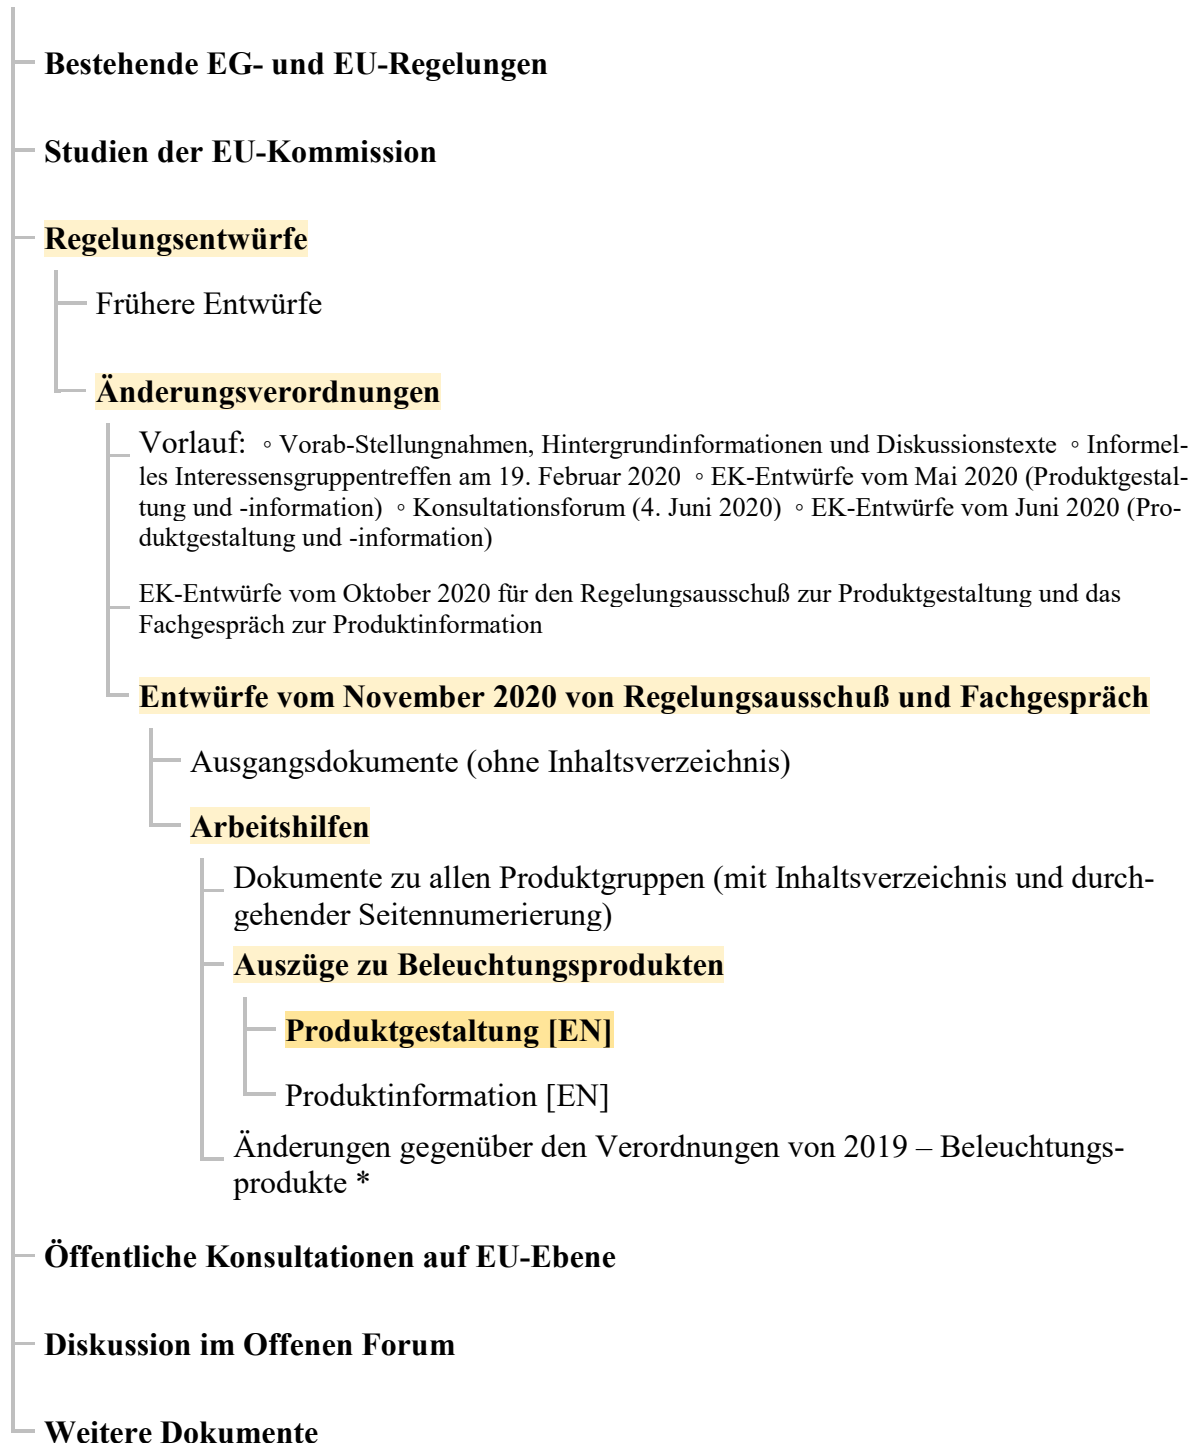 Bestehende EG- und EU-Regelungen
Studien der EU-Kommission
Regelungsentwürfe
Frühere Entwürfe
Änderungsverordnungen
Vorlauf: ◦ Vorab-Stellungnahmen, Hintergrundinformationen und Diskussionstexte ◦ Informel-
les Interessensgruppentreffen am 19. Februar 2020 ◦ EK-Entwürfe vom Mai 2020 (Produktgestal-
tung und -information) ◦ Konsultationsforum (4. Juni 2020) ◦ EK-Entwürfe vom Juni 2020 (Pro-
duktgestaltung und -information)
EK-Entwürfe vom Oktober 2020 für den Regelungsausschuß zur Produktgestaltung und das
Fachgespräch zur Produktinformation
Entwürfe vom November 2020 von Regelungsausschuß und Fachgespräch
Ausgangsdokumente (ohne Inhaltsverzeichnis)
Arbeitshilfen
Dokumente zu allen Produktgruppen (mit Inhaltsverzeichnis und durch-
gehender Seitennumerierung)
Auszüge zu Beleuchtungsprodukten
Produktgestaltung [EN]
Produktinformation [EN]
Änderungen gegenüber den Verordnungen von 2019 – Beleuchtungs-
produkte *
Öffentliche Konsultationen auf EU-Ebene
Diskussion im Offenen Forum
Weitere Dokumente